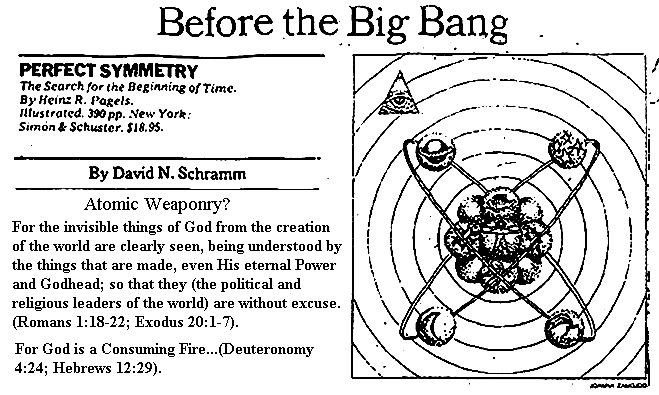 Before the Big Bang
PERFECT SYMMETRY
The Search for the Beginning of Time.
By Heinz R. Pagels.
Illustrated. 390 pp. New York:
Simon & Schuster. $18.95.
By David N. Schramm
Atomic Weaponry?
For the invisible things of God from the creation
of the world are clearly seen, being understood by
the things that are made, even His eternal Power
and Godhead; so that they (the political and
religious leaders of the world) are without excuse.
(Romans 1:18-22; Exodus 20:1-7).
For God is a Consuming Fire...(Deuteronomy
4:24; Hebrews 12:29).